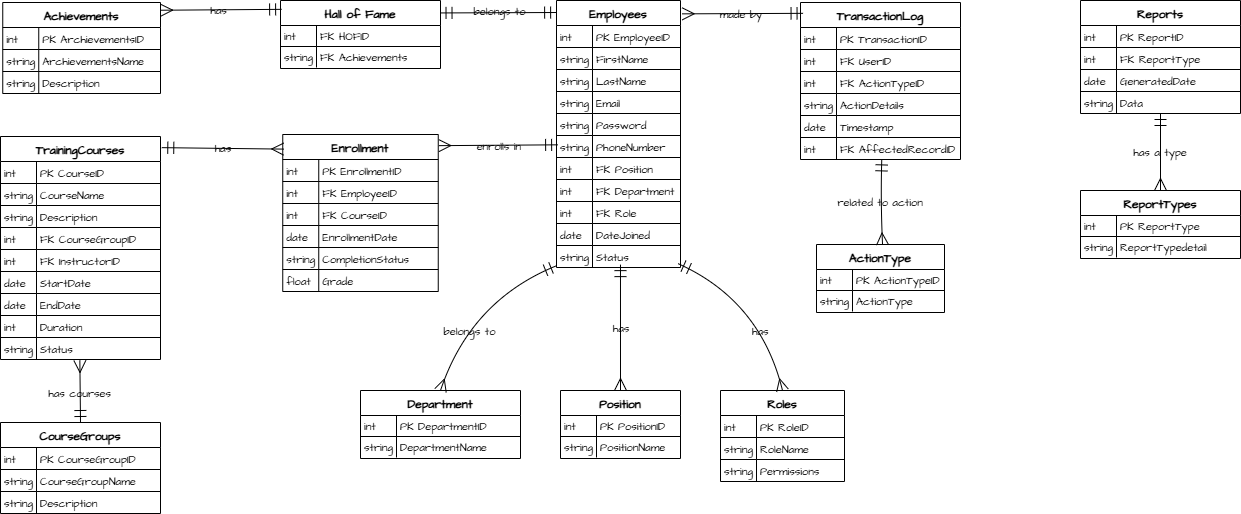 Achievements
int PK ArchievementsID
string ArchievementsName
string Description
has
Hall of Fame
int FK HOFID
string FK Achievements
belongs to
Employees
int PK EmployeeID
string FirstName
string LastName
string Email
string Password
string PhoneNumber
int FK Position
int FK Department
int FK Role
date DateJoined
string Status
made by
TransactionLog
int PK TransactionID
int FK UserID
int FK ActionTypeID
string ActionDetails
date Timestamp
int FK AffectedRecordID
Reports
int PK ReportID
int FK ReportType
date GeneratedDate
string Data
has a type
ReportTypes
int PK ReportType
string ReportTypedetail
TrainingCourses
int PK CourseID
string CourseName
string Description
int FK CourseGroupID
int FK InstructorID
date StartDate
date EndDate
int Duration
string Status
has
Enrollment
int PK EnrollmentID
int FK EmployeeID
int FK CourseID
date EnrollmentDate
string CompletionStatus
float Grade
enrolls in
related to action
ActionType
int PK ActionTypeID
string ActionType
belongs to
has
has
has courses
CourseGroups
int PK CourseGroupID
string CourseGroupName
string Description
Department
int PK DepartmentID
string DepartmentName
Position
int PK PositionID
string PositionName
Roles
int PK RoleID
string RoleName
string Permissions